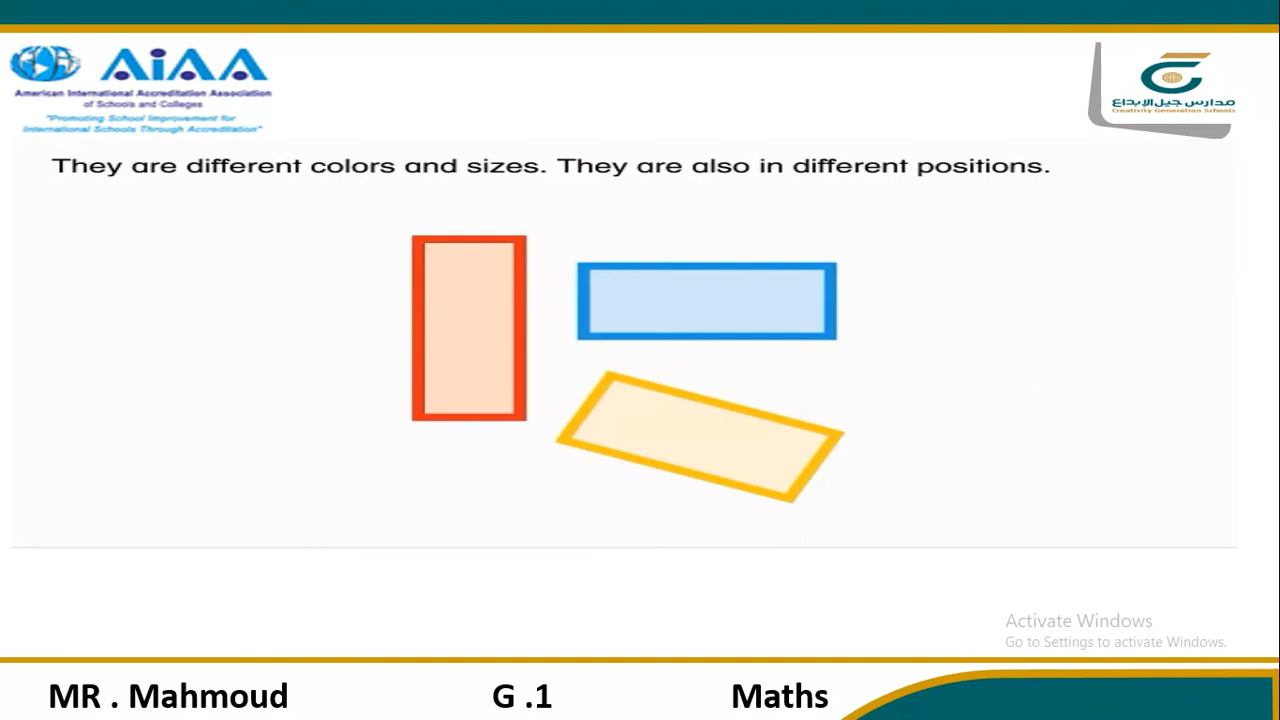 AiAA
American International Accreditation Association
of Schools and Colleges
"Promoting School Improvement for
International Schools Through Accreditation"
مدارس جيل الإبداع
Creativity Generation Schools
They are different colors and sizes. They are also in different positions.
Activate Windows
Go to Settings to activate Windows.
MR . Mahmoud G .1 Maths